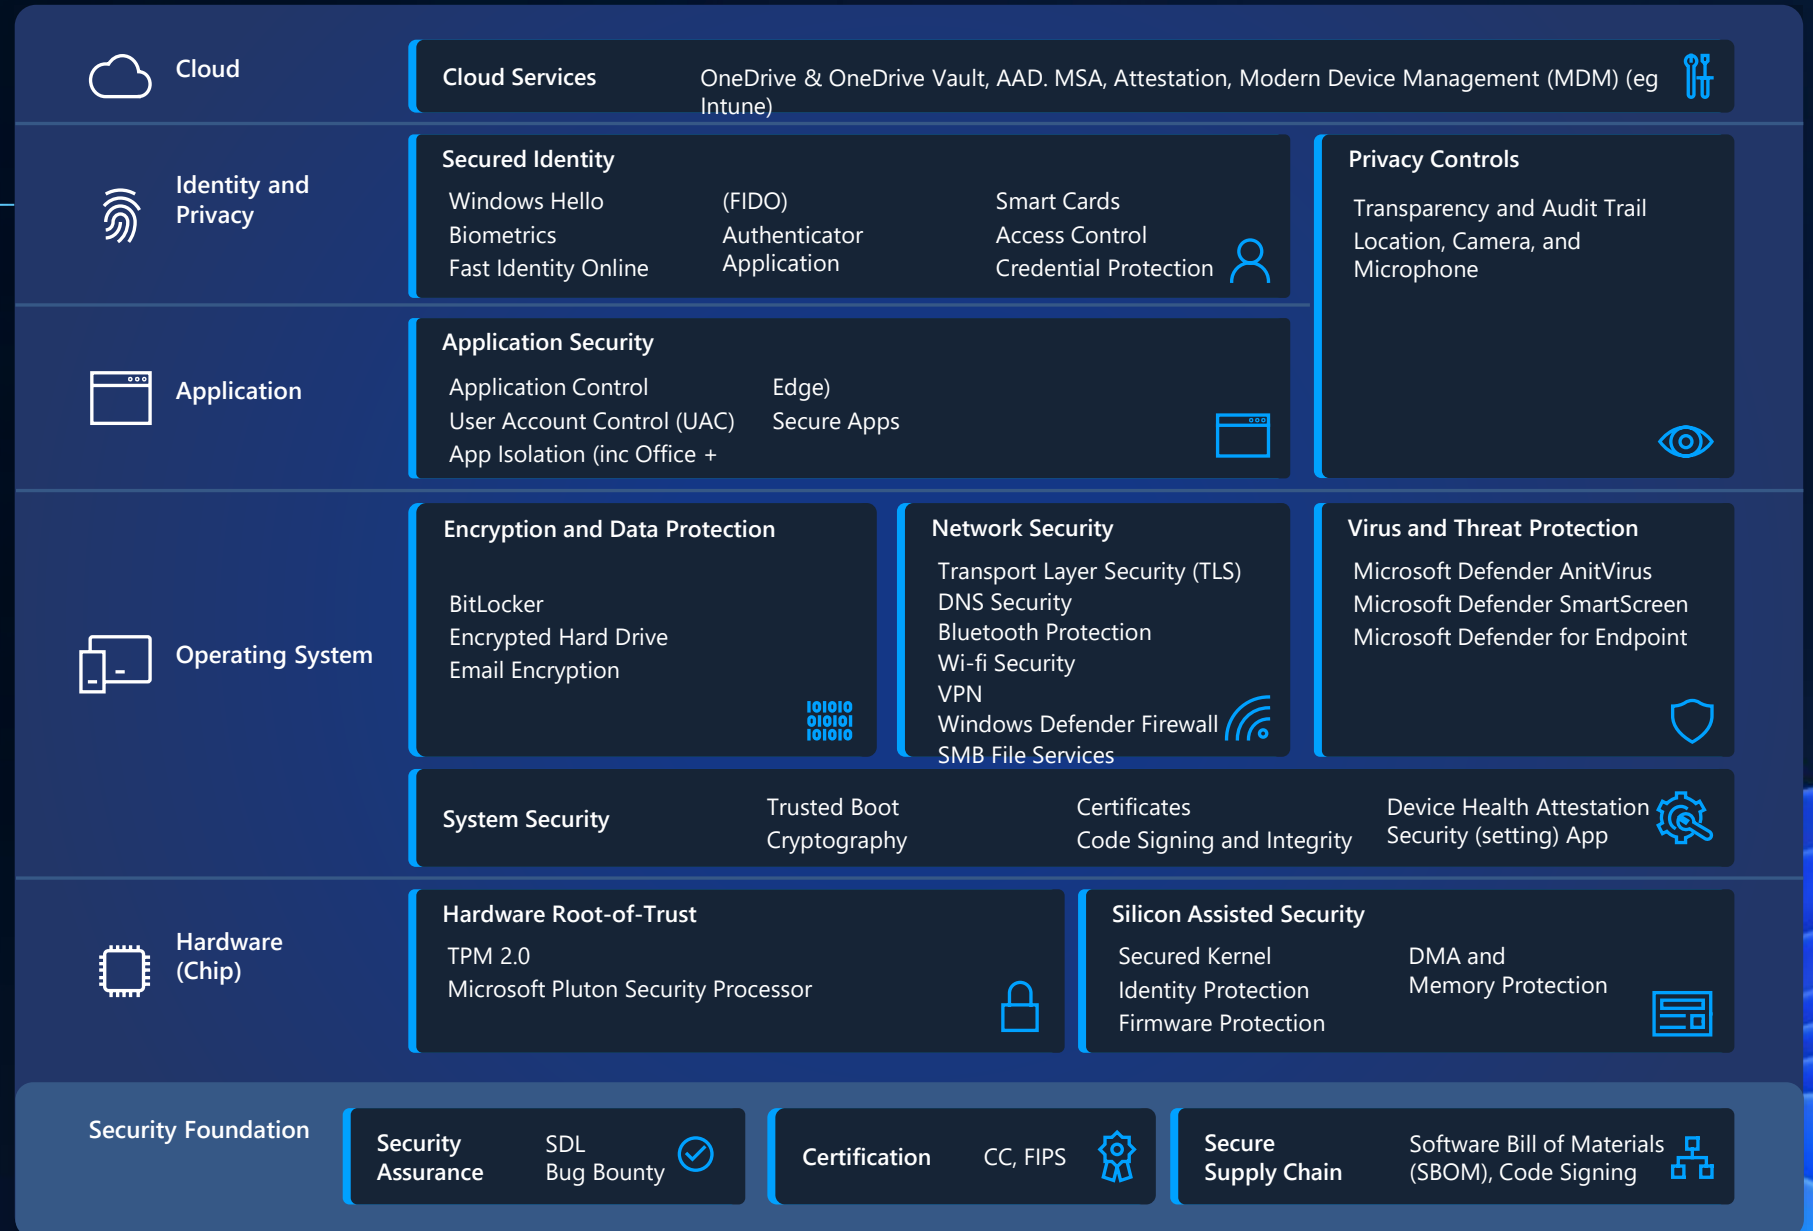 Cloud
Cloud Services
OneDrive & OneDrive Vault, AAD. MSA, Attestation, Modern Device Management (MDM) (eg
Intune)
Identity and
Privacy
Secured Identity
Windows Hello
Biometrics
Fast Identity Online
(FIDO)
Authenticator
Application
Smart Cards
Access Control
Credential Protection
Privacy Controls
Transparency and Audit Trail
Location, Camera, and
Microphone
Application
Application Security
Application Control
User Account Control (UAC)
App Isolation (inc Office +
Edge)
Secure Apps
Operating System
Encryption and Data Protection
BitLocker
Encrypted Hard Drive
Email Encryption
101010
010101
101010
Network Security
Transport Layer Security (TLS)
DNS Security
Bluetooth Protection
Wi-fi Security
VPN
Windows Defender Firewall
SMB File Services
Virus and Threat Protection
Microsoft Defender AnitVirus
Microsoft Defender SmartScreen
Microsoft Defender for Endpoint
System Security
Trusted Boot
Cryptography
Certificates
Code Signing and Integrity
Device Health Attestation
Security (setting) App
Hardware
(Chip)
Hardware Root-of-Trust
TPM 2.0
Microsoft Pluton Security Processor
Silicon Assisted Security
Secured Kernel
Identity Protection
Firmware Protection
DMA and
Memory Protection
Security Foundation
Security
Assurance
SDL
Bug Bounty
Certification
CC, FIPS
Secure
Supply Chain
Software Bill of Materials
(SBOM), Code Signing